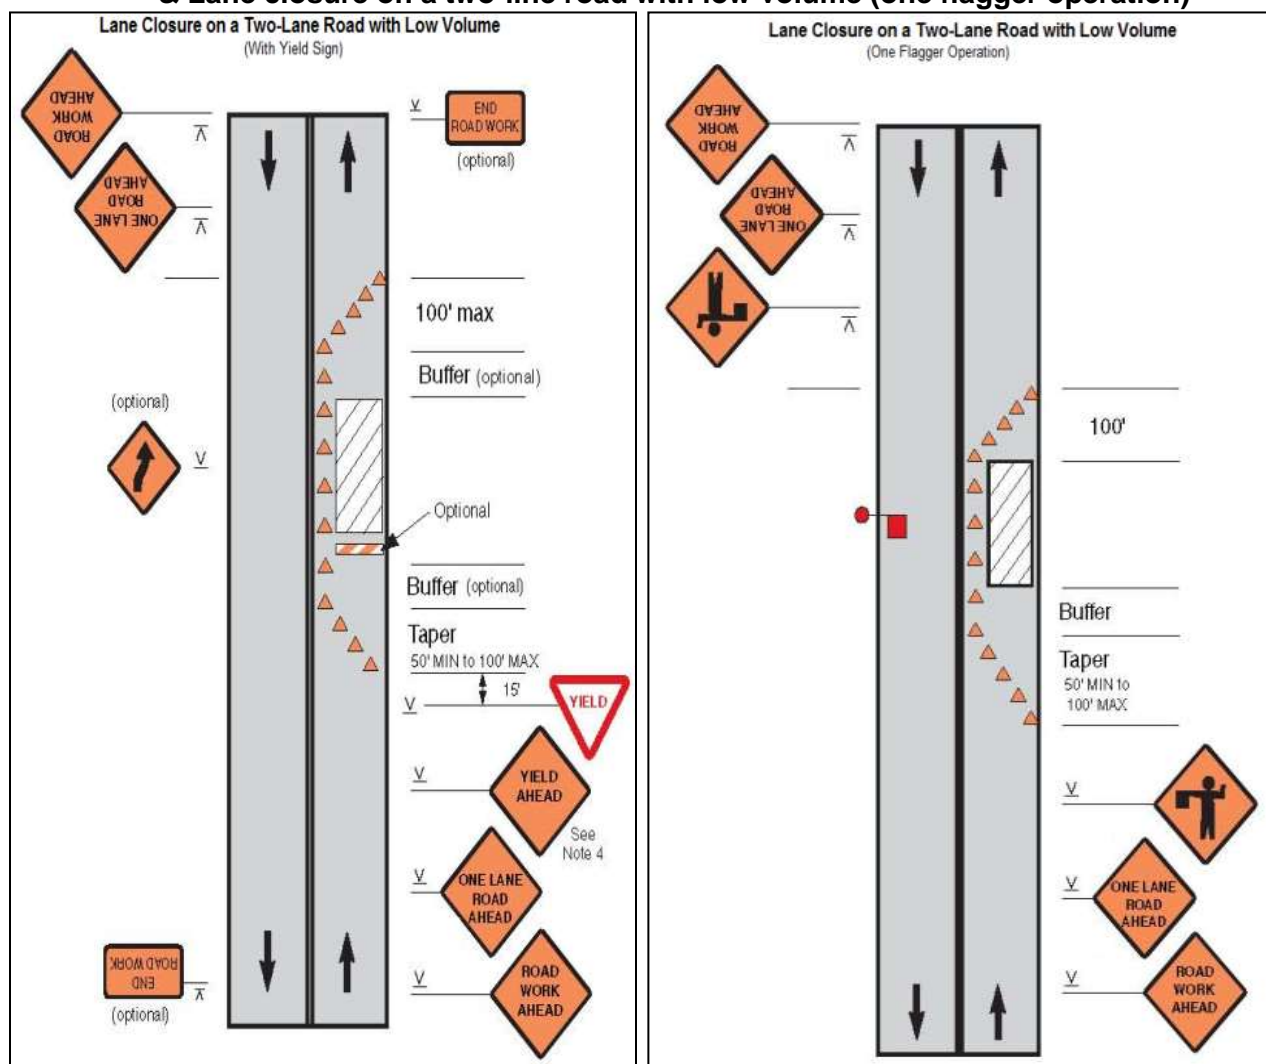 & Lane closure on a two-line road with low volume (one flagger operation)
Lane Closure on a Two-Lane Road with Low Volume
(With Yield Sign)
ROAD
WORK
AHEAD
ONE LANE
ROAD
AHEAD
END
ROAD WORK
(optional)
100' max
Buffer (optional)
(optional)
Optional
Buffer (optional)
Taper
50' MIN to 100' MAX
15'
YIELD
YIELD
AHEAD
See
Note 4
ONE LANE
ROAD
AHEAD
ROAD
WORK
AHEAD
END
ROAD WORK
(optional)
Lane Closure on a Two-Lane Road with Low Volume
(One Flagger Operation)
ROAD
WORK
AHEAD
ONE LANE
ROAD
AHEAD
100'
Buffer
Taper
50' MIN to
100' MAX
ONE LANE
ROAD
AHEAD
ROAD
WORK
AHEAD